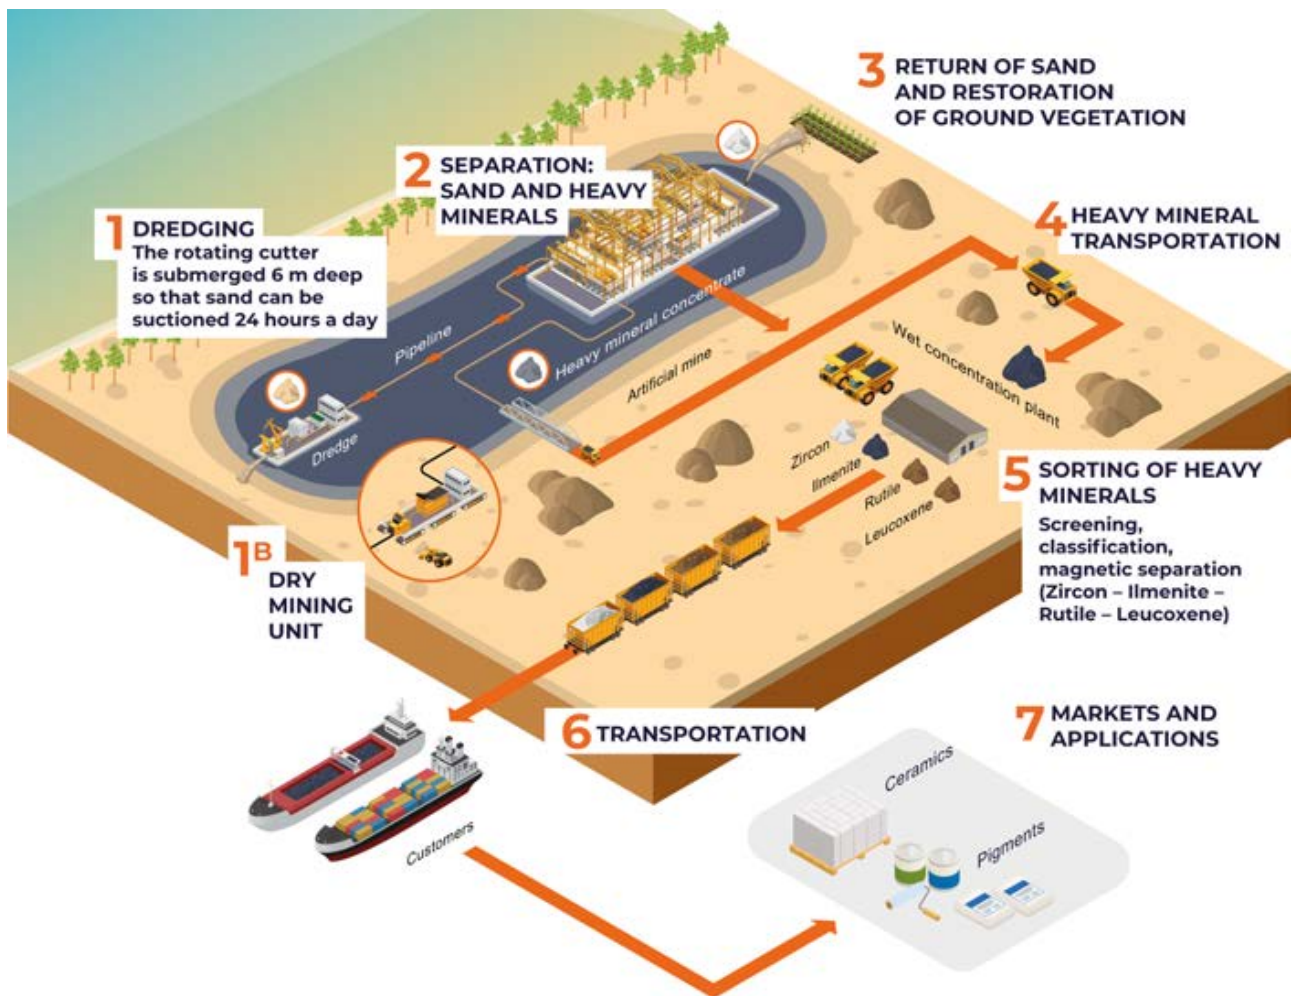 1 DREDGING
The rotating cutter
is submerged 6 m deep
so that sand can be
suctioned 24 hours a day
2 SEPARATION:
SAND AND HEAVY
MINERALS
3 RETURN OF SAND
AND RESTORATION
OF GROUND VEGETATION
4 HEAVY MINERAL
TRANSPORTATION
Pipeline
Heavy mineral concentrate
Artificial mine
Wet concentration plant
Dredge
1B
DRY
MINING
UNIT
Zircon
Ilmenite
Rutile
Leucoxene
5 SORTING OF HEAVY
MINERALS
Screening,
classification,
magnetic separation
(Zircon – Ilmenite –
Rutile – Leucoxene)
6 TRANSPORTATION
Customers
7 MARKETS AND
APPLICATIONS
Ceramics
Pigments